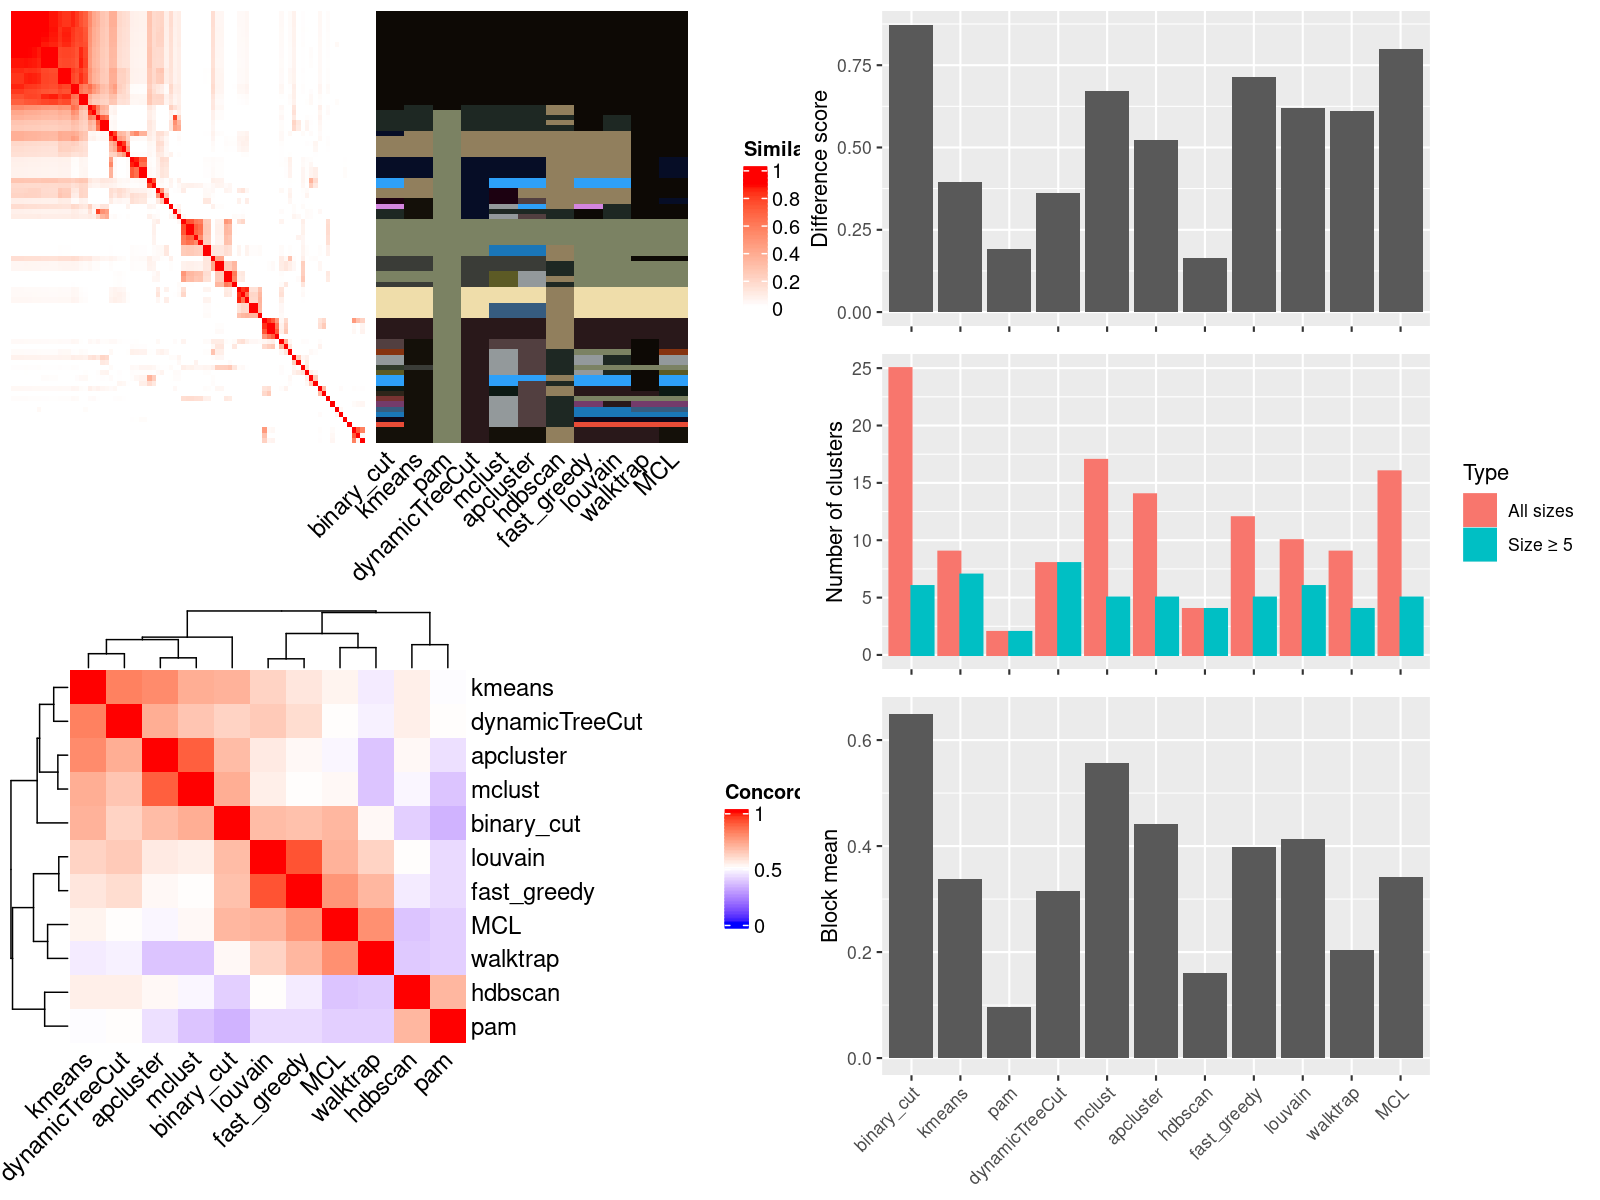 Simila
1
0.8
0.6
0.4
0.2
0
binary_cut
kmeans
pam
dynamicTreeCut
mclust
apcluster
hdbscan
fast_greedy
louvain
walktrap
MCL
kmeans
dynamicTreeCut
apcluster
mclust
binary_cut
louvain
fast_greedy
MCL
walktrap
hdbscan
pam
kmeans
dynamicTreeCut
apcluster
mclust
binary_cut
louvain
fast_greedy
MCL
walktrap
hdbscan
pam
Concord
1
0.5
0
Difference score
0.75
0.50
0.25
0.00
Number of clusters
25
20
15
10
5
0
Type
All sizes
Size ≥ 5
Block mean
0.6
0.4
0.2
0.0
binary_cut
kmeans
pam
dynamicTreeCut
mclust
apcluster
hdbscan
fast_greedy
louvain
walktrap
MCL